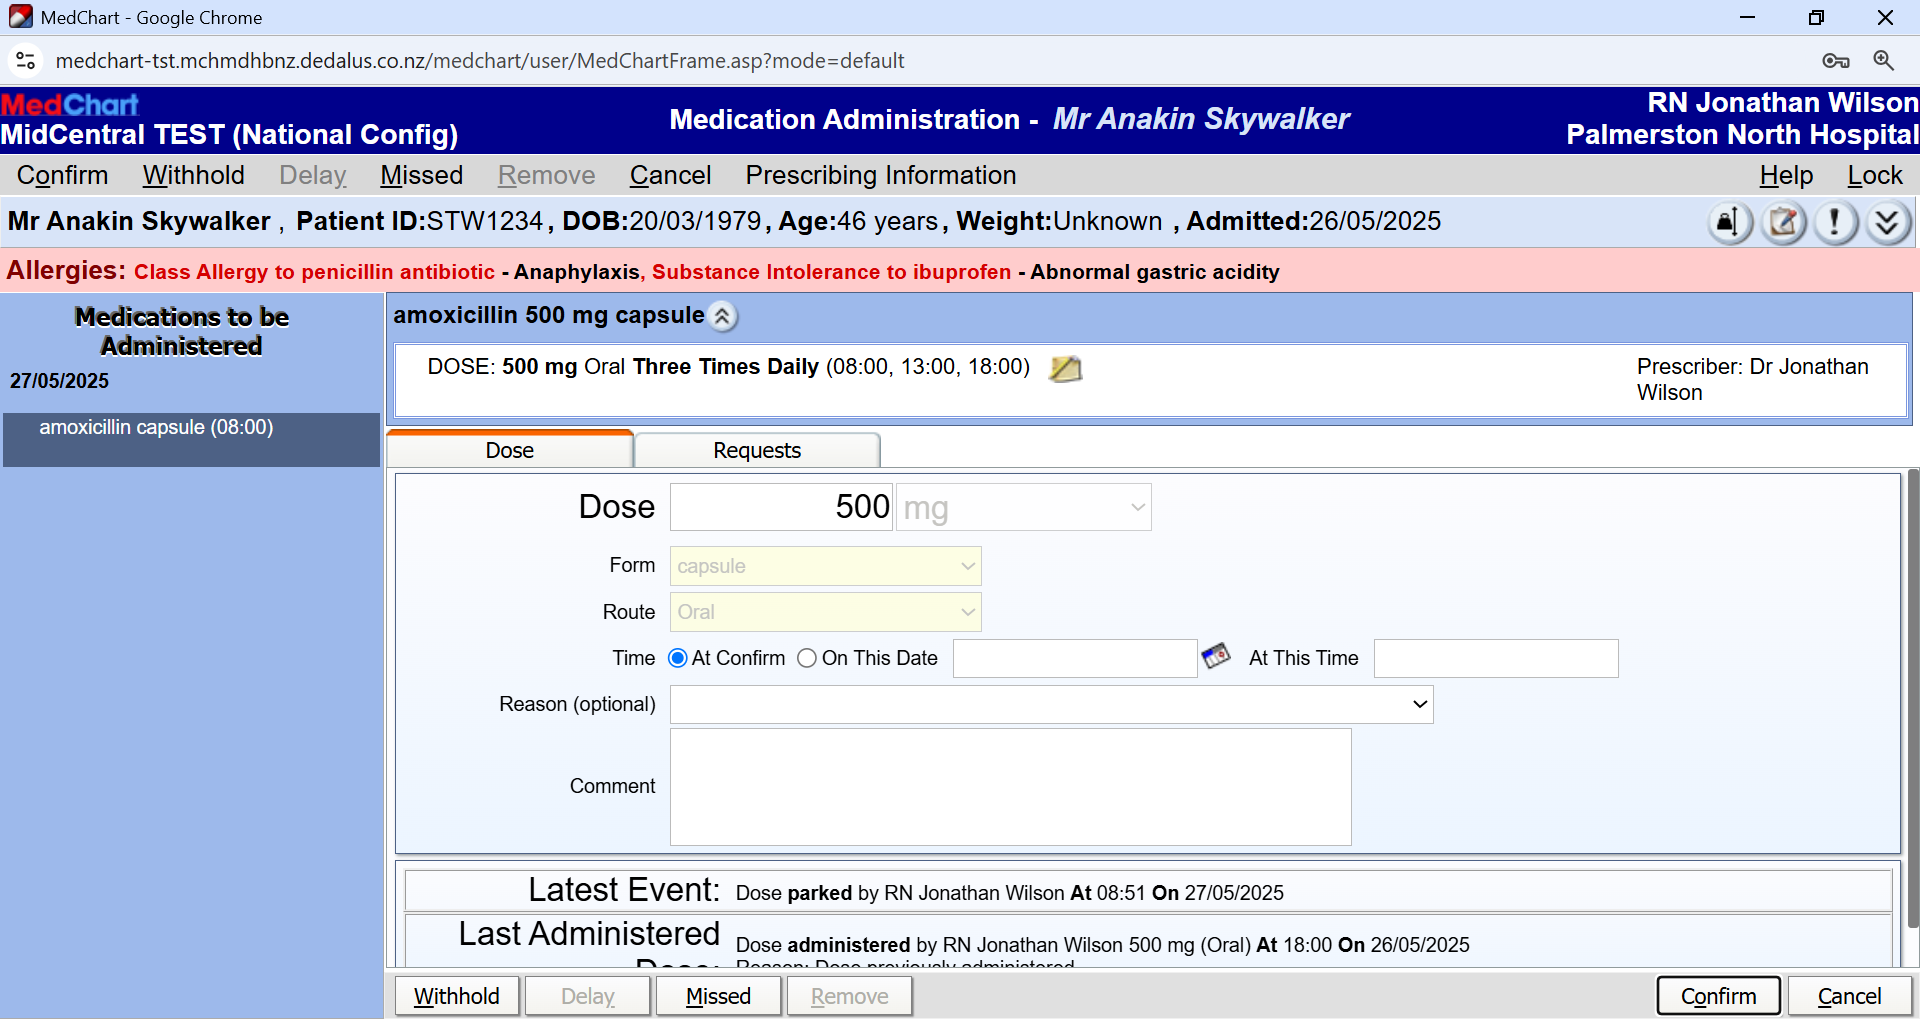 MedChart - Google Chrome
medchart-tst.mchmdhbnz.dedalus.co.nz/medchart/user/MedChartFrame.asp?mode=default
MedChart
MidCentral TEST (National Config)
Medication Administration - Mr Anakin Skywalker
RN Jonathan Wilson
Palmerston North Hospital
Confirm Withhold Delay Missed Remove Cancel Prescribing Information Help Lock
Mr Anakin Skywalker , Patient ID:STW1234, DOB:20/03/1979, Age:46 years, Weight:Unknown , Admitted:26/05/2025
Allergies: Class Allergy to penicillin antibiotic - Anaphylaxis, Substance Intolerance to ibuprofen - Abnormal gastric acidity
Medications to be
Administered
27/05/2025
amoxicillin capsule (08:00)
amoxicillin 500 mg capsule
DOSE: 500 mg Oral Three Times Daily (08:00, 13:00, 18:00)
Prescriber: Dr Jonathan
Wilson
Dose Requests
Dose 500 mg
Form capsule
Route Oral
Time At Confirm On This Date At This Time
Reason (optional)
Comment
Latest Event: Dose parked by RN Jonathan Wilson At 08:51 On 27/05/2025
Last Administered Dose administered by RN Jonathan Wilson 500 mg (Oral) At 18:00 On 26/05/2025
Dose: Reason: Dose previously administered
Withhold Delay Missed Remove Confirm Cancel